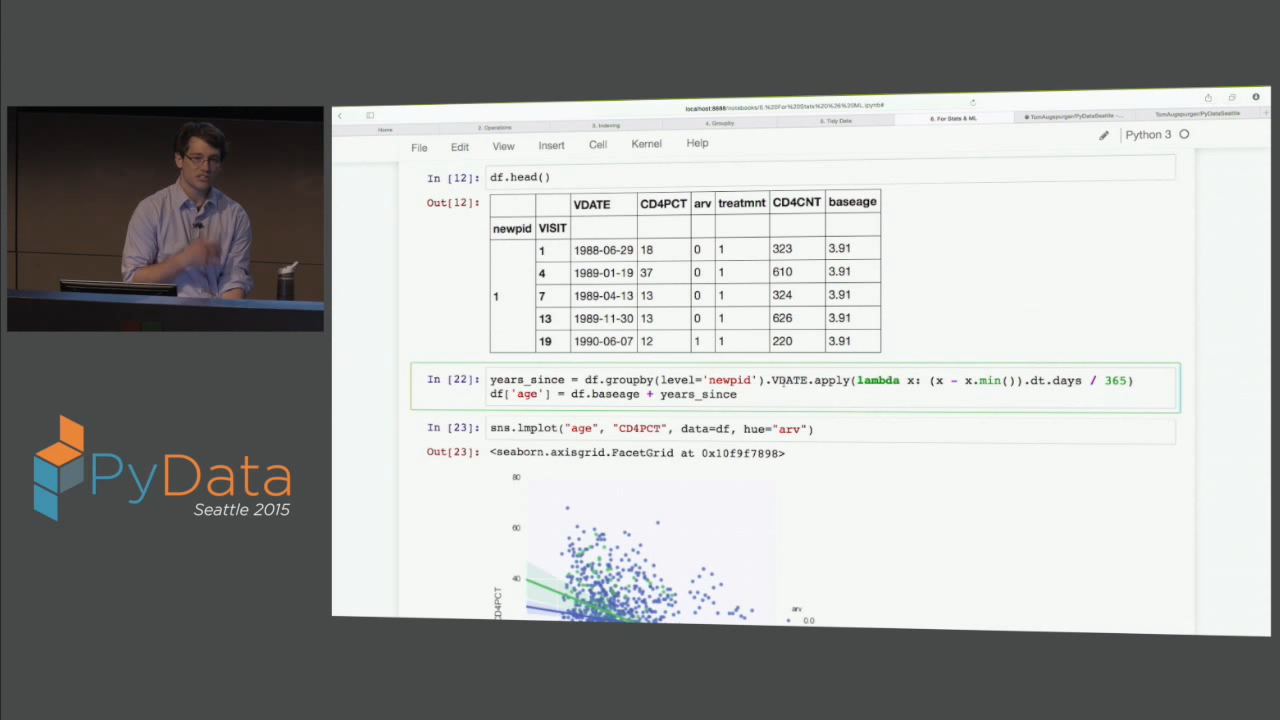 localhost:8888/notebooks/6.%20For%20Stats%20%26%20ML.ipynb#
Home
2. Operations
3. Indexing
4. Groupby
5. Tidy Data
6. For Stats & ML
TomAugspurger/PyDataSeattle -...
TomAugspurger/PyDataSeattle
File Edit View Insert Cell Kernel Help
Python 3
In [12]: df.head()
Out[12]:
VDATE CD4PCT arv treatmnt CD4CNT baseage
newpid VISIT
1 1988-06-29 18 0 1 323 3.91
4 1989-01-19 37 0 1 610 3.91
1 7 1989-04-13 13 0 1 324 3.91
13 1989-11-30 13 0 1 626 3.91
19 1990-06-07 12 1 1 220 3.91
In [22]: years_since = df.groupby(level='newpid').VDATE.apply(lambda x: (x - x.min()).dt.days / 365)
df['age'] = df.baseage + years_since
In [23]: sns.lmplot("age", "CD4PCT", data=df, hue="arv")
Out[23]: <seaborn.axisgrid.FacetGrid at 0x10f9f7898>
80
60
40
CD4PCT
arv
0.0
PyData
Seattle 2015